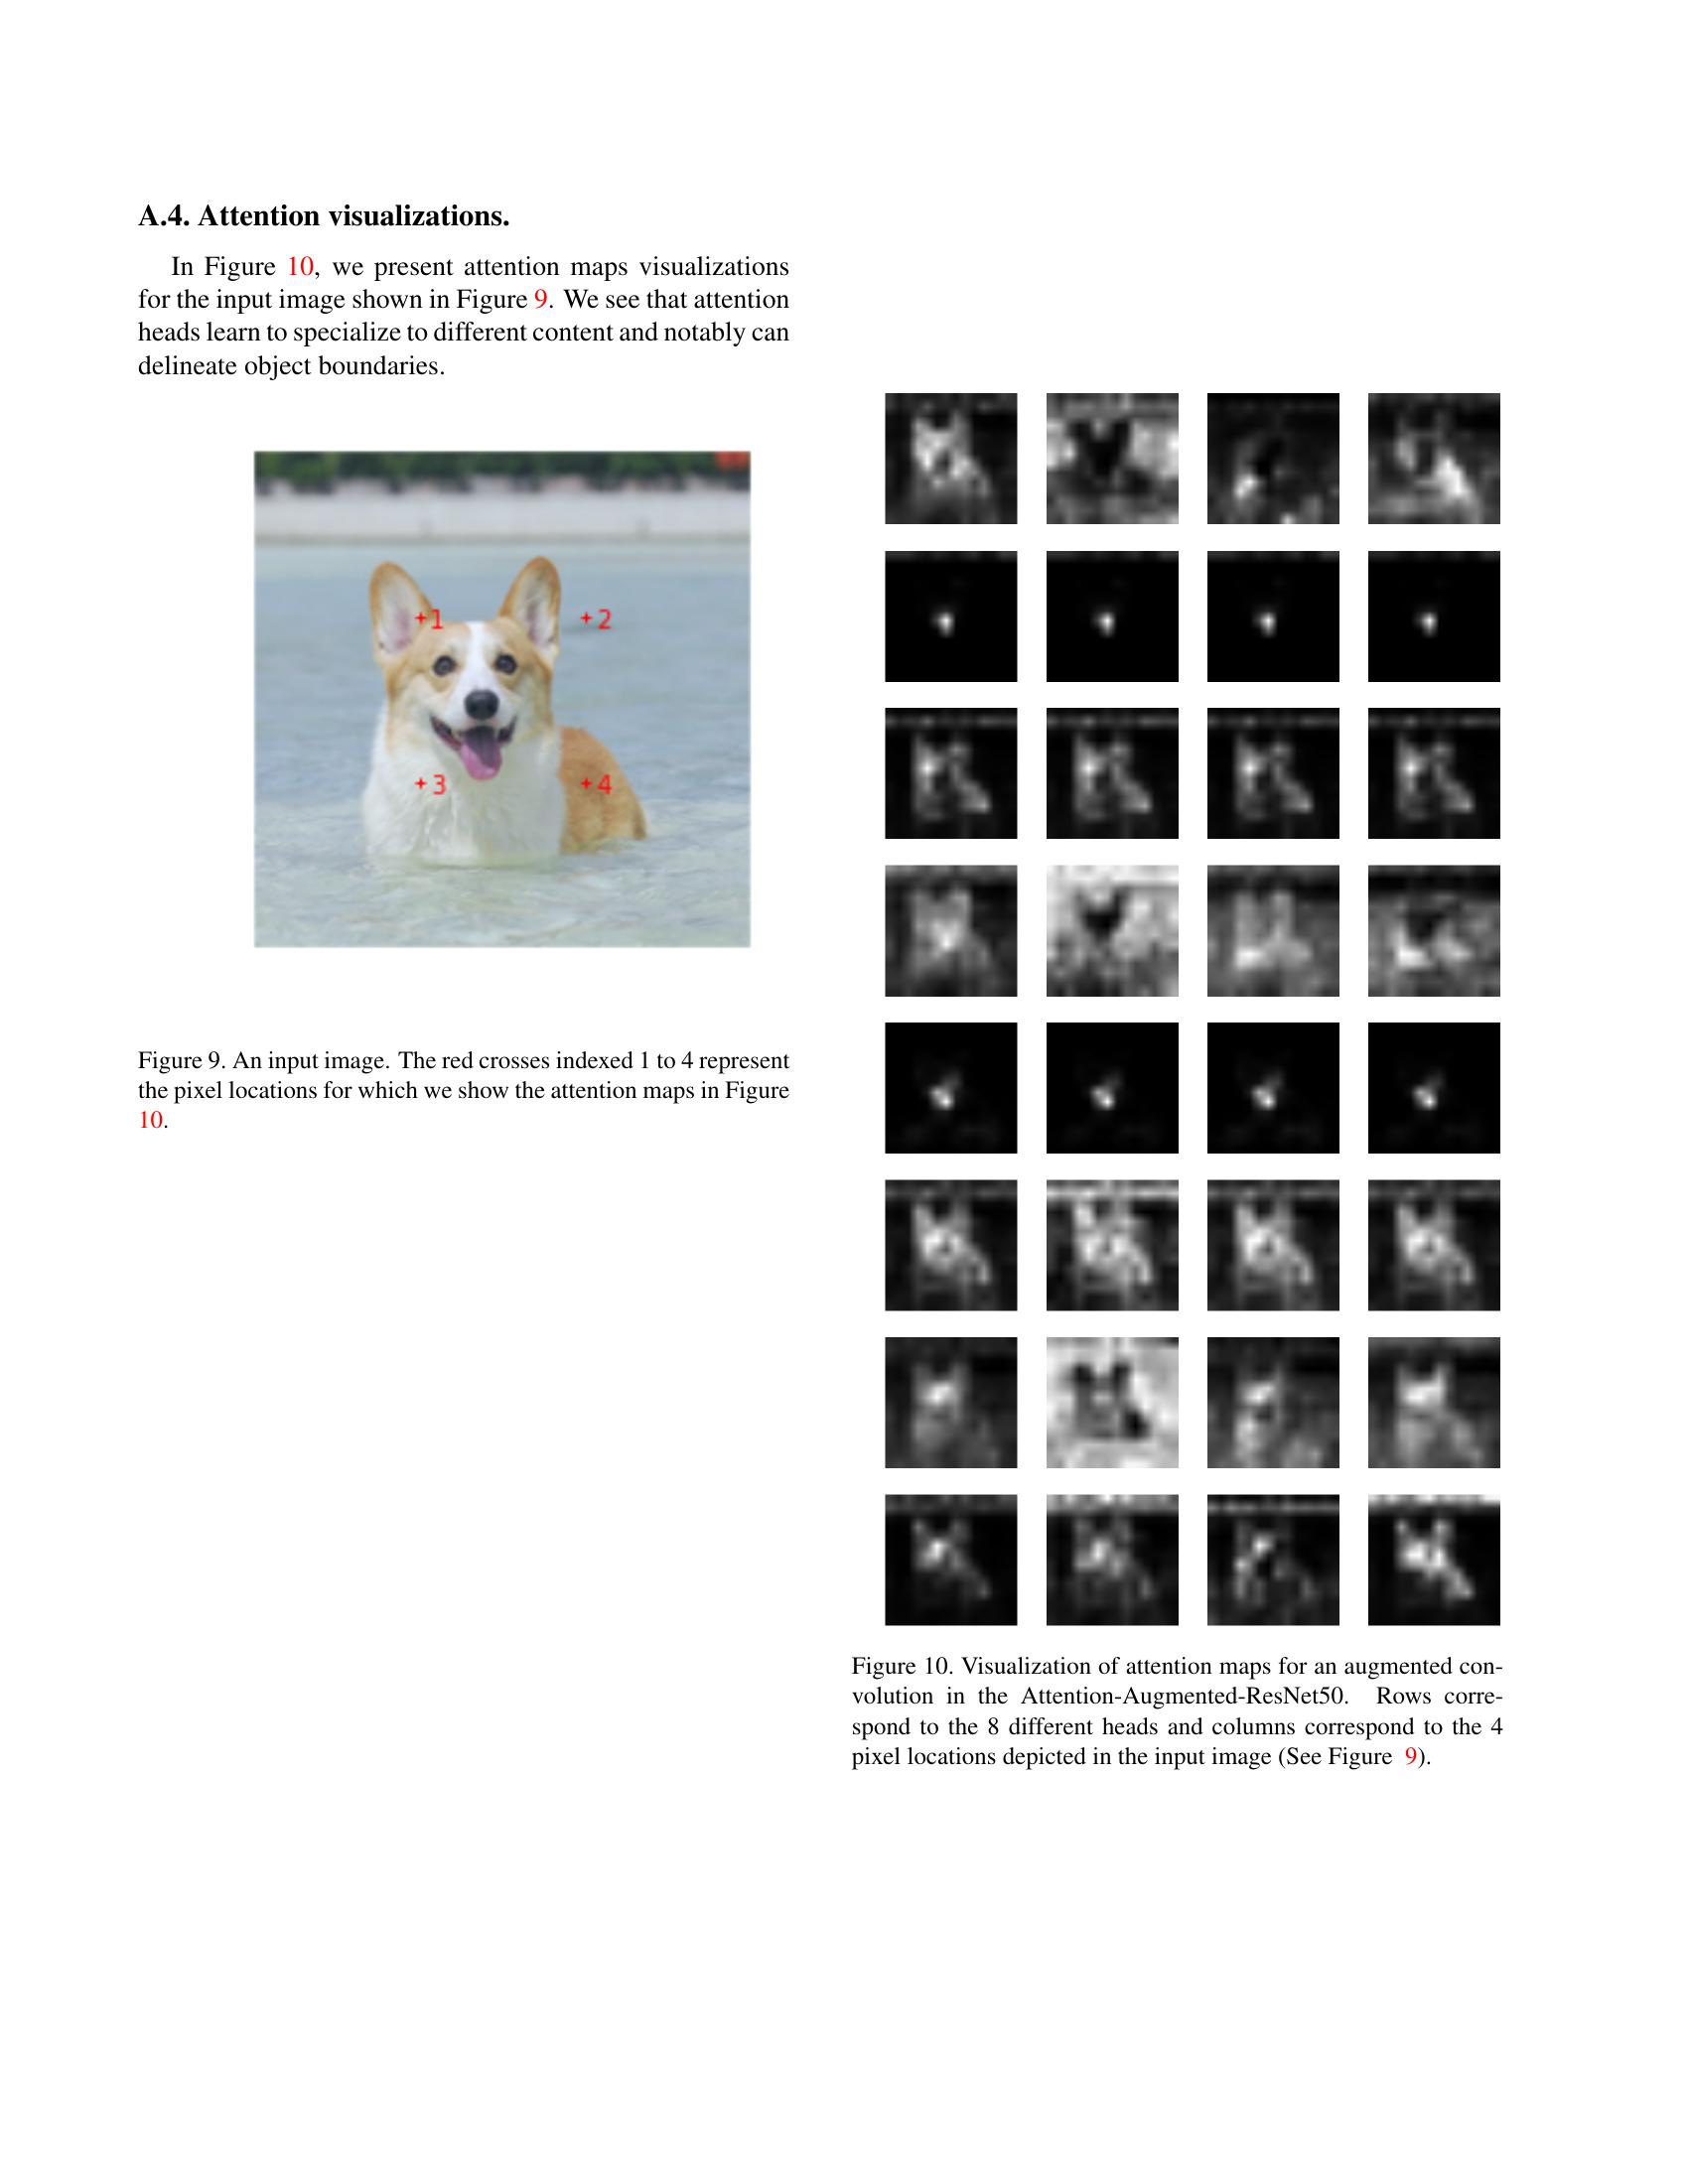 A.4. Attention visualizations.
In Figure 10, we present attention maps visualizations
for the input image shown in Figure 9. We see that attention
heads learn to specialize to different content and notably can
delineate object boundaries.
+1
+2
+3
+4
Figure 9. An input image. The red crosses indexed 1 to 4 represent
the pixel locations for which we show the attention maps in Figure
10.
Figure 10. Visualization of attention maps for an augmented con-
volution in the Attention-Augmented-ResNet50. Rows corre-
spond to the 8 different heads and columns correspond to the 4
pixel locations depicted in the input image (See Figure 9).